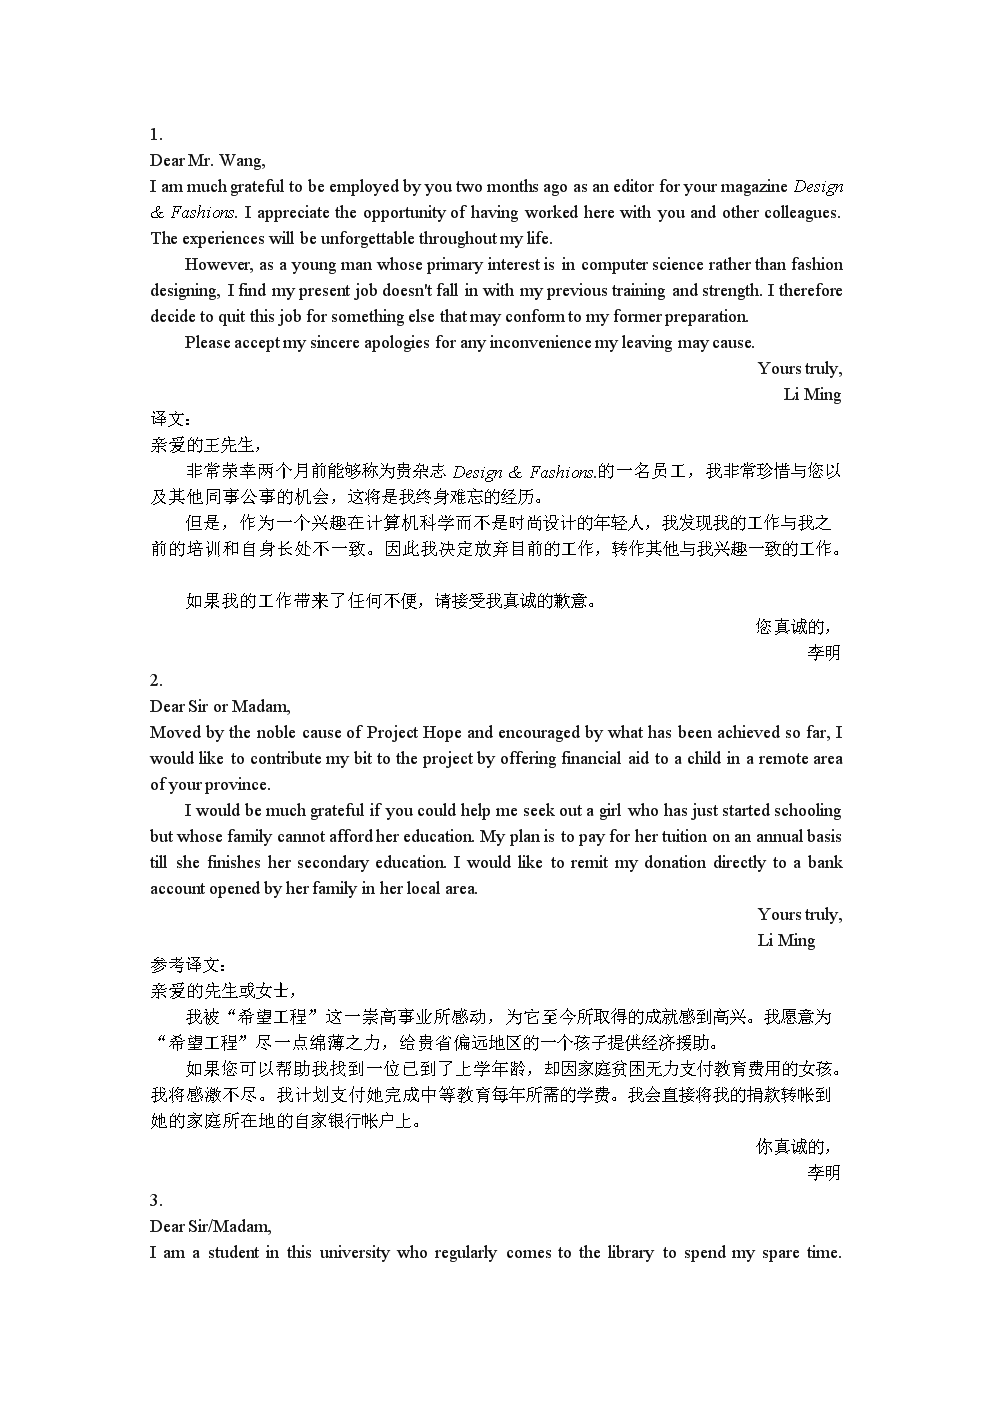 1.
Dear Mr. Wang,
I am much grateful to be employed by you two months ago as an editor for your magazine Design
& Fashions. I appreciate the opportunity of having worked here with you and other colleagues.
The experiences will be unforgettable throughout my life.
However, as a young man whose primary interest is in computer science rather than fashion
designing, I find my present job doesn't fall in with my previous training and strength. I therefore
decide to quit this job for something else that may conform to my former preparation.
Please accept my sincere apologies for any inconvenience my leaving may cause.
Yours truly,
Li Ming
译文：
亲爱的王先生，
非常荣幸两个月前能够称为贵杂志 Design & Fashions.的一名员工，我非常珍惜与您以
及其他同事公事的机会，这将是我终身难忘的经历。
但是，作为一个兴趣在计算机科学而不是时尚设计的年轻人，我发现我的工作与我之
前的培训和自身长处不一致。因此我决定放弃目前的工作，转作其他与我兴趣一致的工作。
如果我的工作带来了任何不便，请接受我真诚的歉意。
您真诚的，
李明
2.
Dear Sir or Madam,
Moved by the noble cause of Project Hope and encouraged by what has been achieved so far, I
would like to contribute my bit to the project by offering financial aid to a child in a remote area
of your province.
I would be much grateful if you could help me seek out a girl who has just started schooling
but whose family cannot afford her education. My plan is to pay for her tuition on an annual basis
till she finishes her secondary education. I would like to remit my donation directly to a bank
account opened by her family in her local area.
Yours truly,
Li Ming
参考译文：
亲爱的先生或女士，
我被“希望工程”这一崇高事业所感动，为它至今所取得的成就感到高兴。我愿意为
“希望工程”尽一点绵薄之力，给贵省偏远地区的一个孩子提供经济援助。
如果您可以帮助我找到一位已到了上学年龄，却因家庭贫困无力支付教育费用的女孩。
我将感激不尽。我计划支付她完成中等教育每年所需的学费。我会直接将我的捐款转帐到
她的家庭所在地的自家银行帐户上。
你真诚的，
李明
3.
Dear Sir/Madam,
I am a student in this university who regularly comes to the library to spend my spare time.